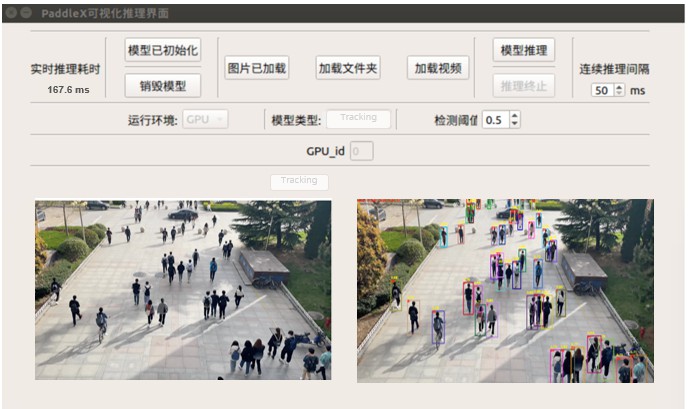 PaddleX可视化推理界面
实时推理耗时
167.6 ms
模型已初始化
销毁模型
图片已加载
加载文件夹
加载视频
模型推理
推理终止
连续推理间隔
50 ms
运行环境: GPU
模型类型: Tracking
检测阈值 0.5
GPU_id 0
Tracking